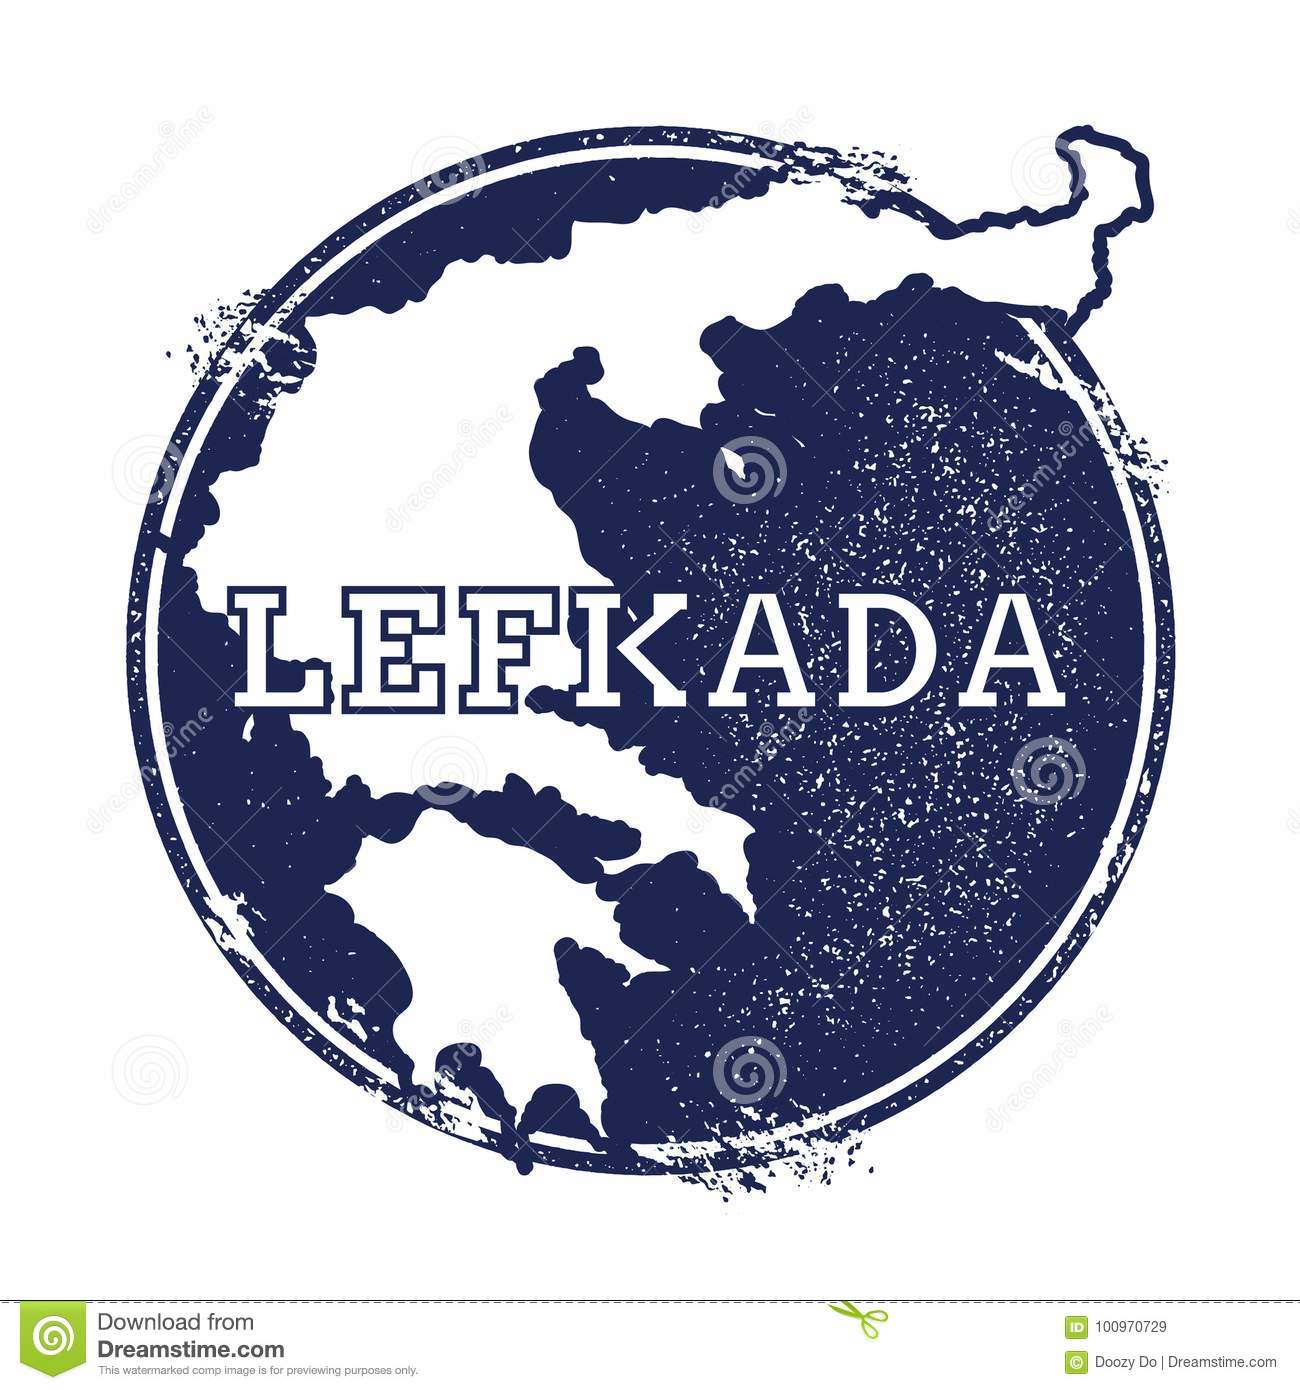 LEFKADA
dreamstime
Download from
Dreamstime.com
This watermarked comp image is for previewing purposes only.
ID 100970729
© Doozy Do | Dreamstime.com